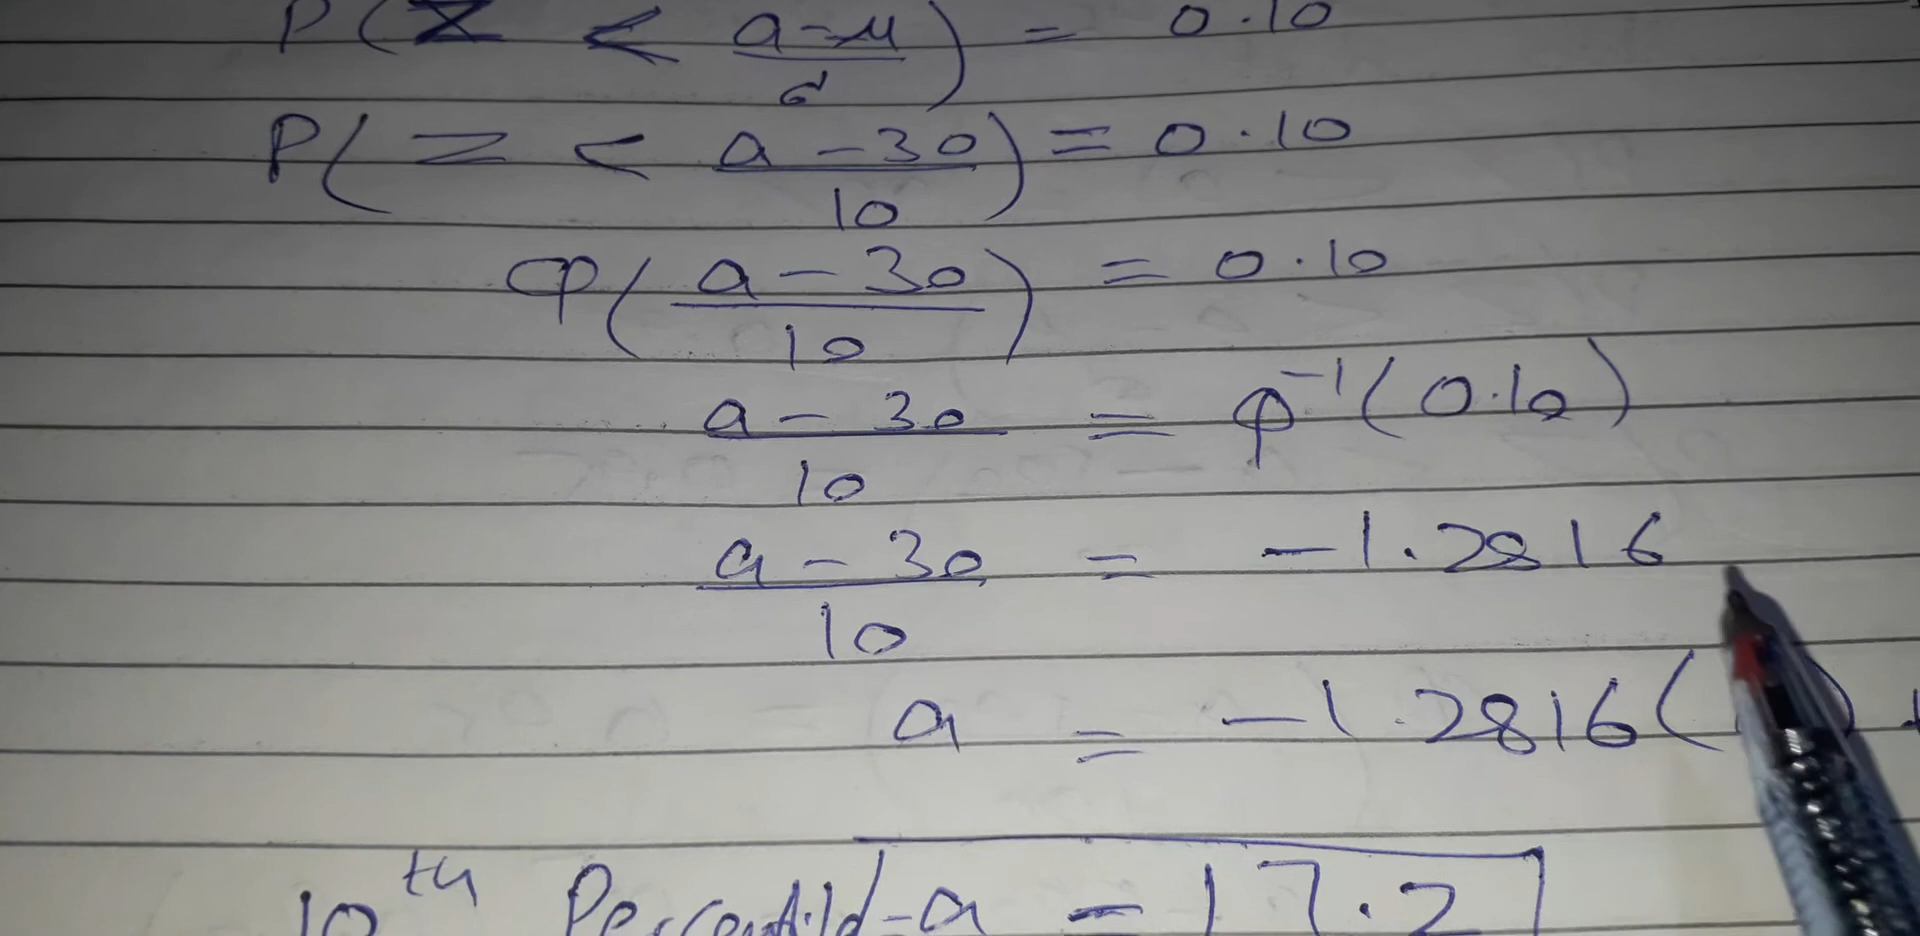 P(Z < a-μ/σ) = 0.10
P(Z < a-30/10) = 0.10
φ(a-30/10) = 0.10
a-30/10 = φ⁻¹(0.10)
a-30/10 = -1.2816
a = -1.2816( ) +
10th Percentile a = 17.2